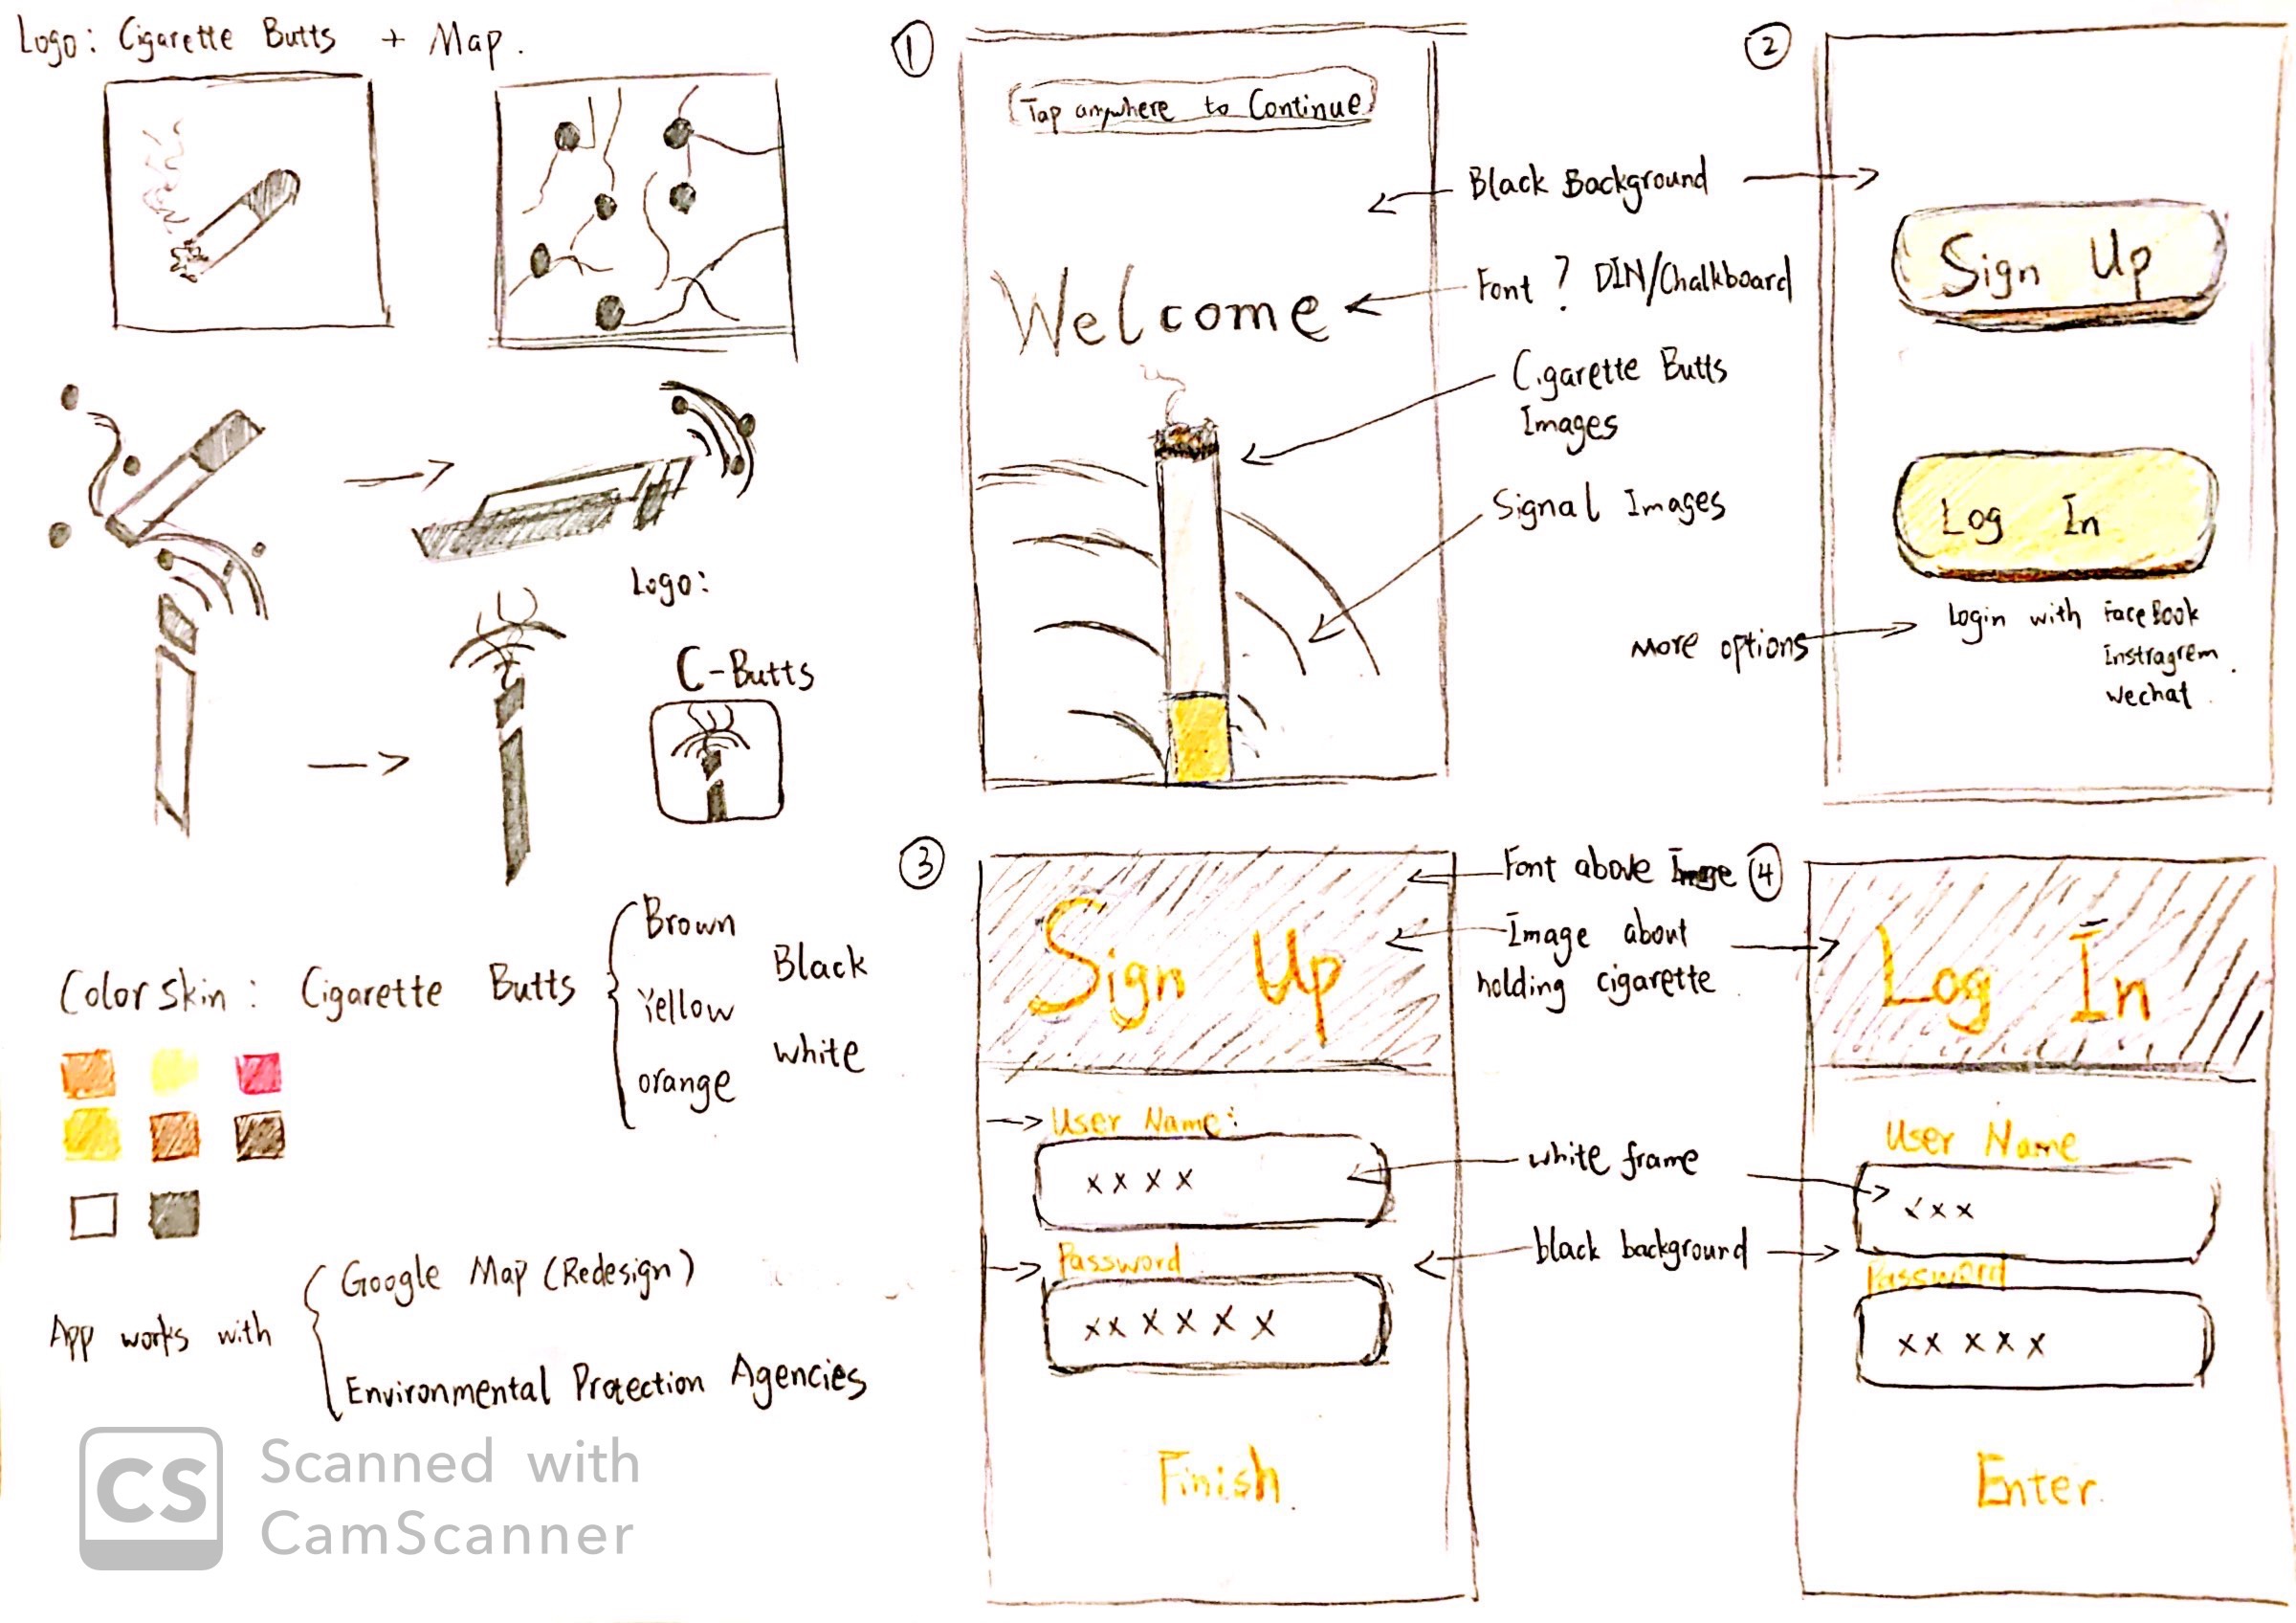 Logo: Cigarette Butts + Map.
Logo:
C-Butts
Color skin: Cigarette Butts
Brown
Yellow
orange
Black
white
App works with
Google Map (Redesign)
Environmental Protection Agencies
CS
Scanned with
CamScanner
1
Tap anywhere to Continue
Welcome
Black Background
Font? DIN/Chalkboard
Cigarette Butts
Images
Signal Images
2
Sign Up
Log In
More options
Login with FaceBook
Instragrem
wechat.
3
Sign Up
User Name:
xxxx
Password
xxxxxx
Finish.
Font above Image
Image about
holding cigarette
white frame
black background
4
Log In
User Name
xxx
Password
xxxxx
Enter.